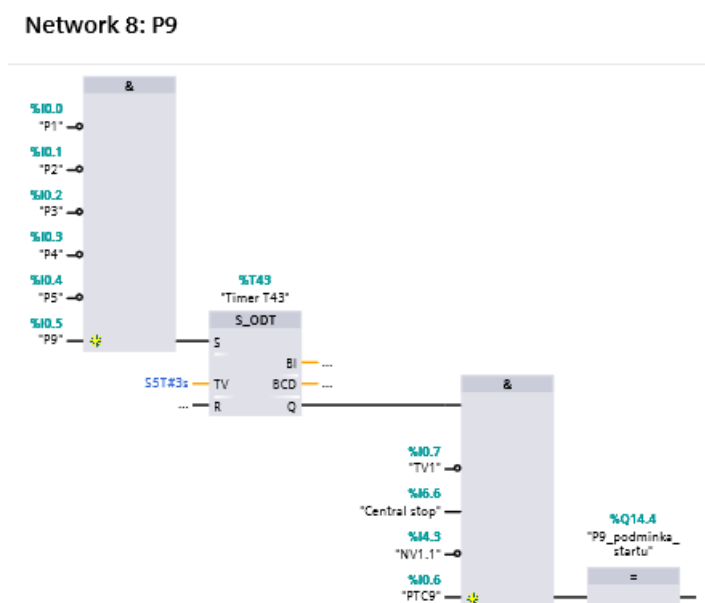 Network 8: P9
&
%I0.0
"P1"
%I0.1
"P2"
%I0.2
"P3"
%I0.3
"P4"
%I0.4
"P5"
%I0.5
"P9"
%T43
"Timer T43"
S_ODT
S
BI ...
S5T#3s TV BCD ...
... R Q
&
%I0.7
"TV1"
%I6.6
"Central stop"
%I4.3
"NV1.1"
%I0.6
"PTC9"
%Q14.4
"P9_podminka_
startu"
=